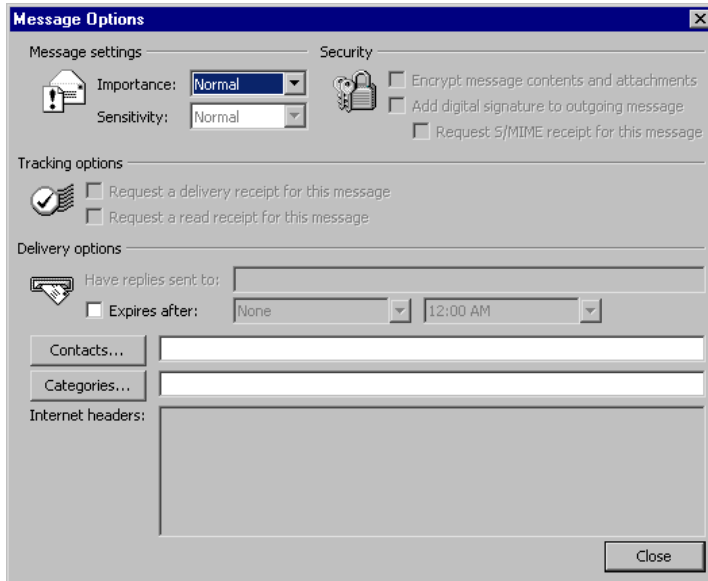 Message Options
Message settings
Importance: Normal
Sensitivity: Normal
Security
Encrypt message contents and attachments
Add digital signature to outgoing message
Request S/MIME receipt for this message
Tracking options
Request a delivery receipt for this message
Request a read receipt for this message
Delivery options
Have replies sent to:
Expires after: None 12:00 AM
Contacts...
Categories...
Internet headers:
Close